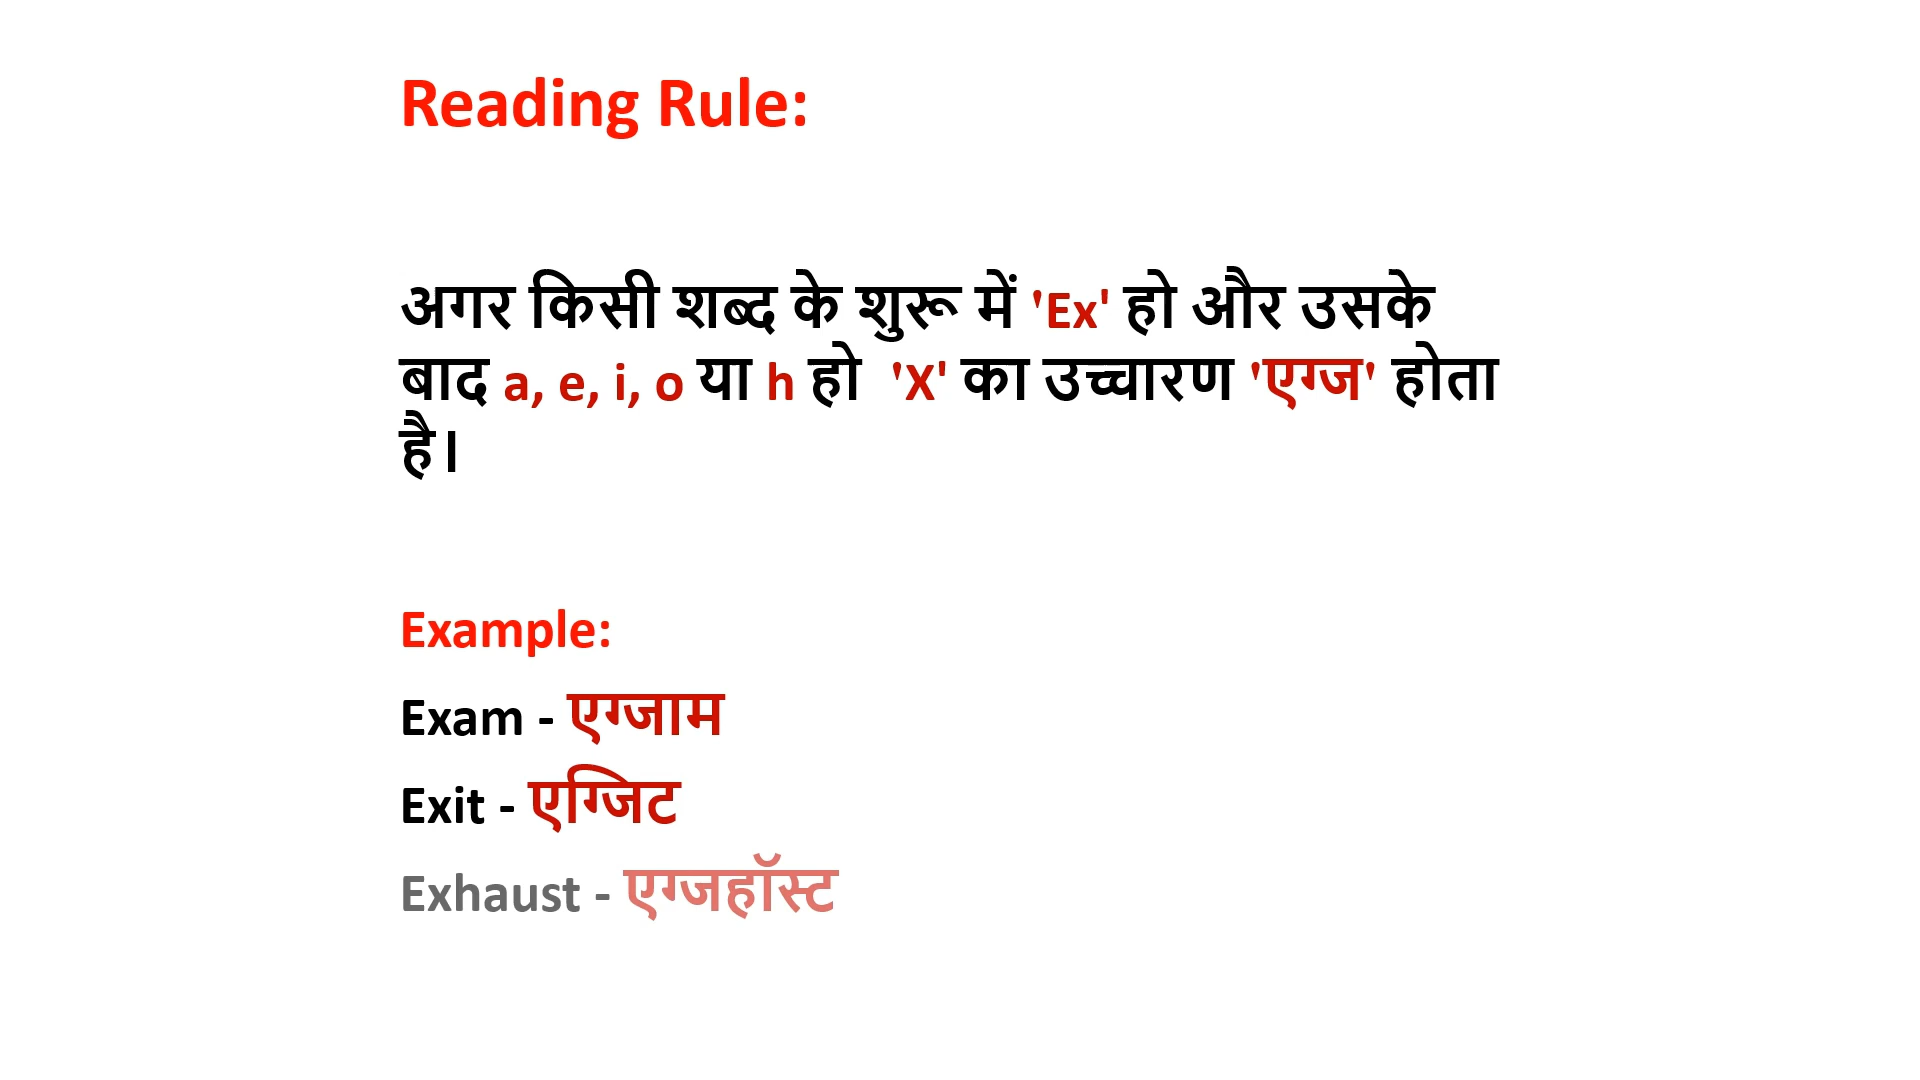 Reading Rule:
अगर किसी शब्द के शुरू में 'Ex' हो और उसके
बाद a, e, i, o या h हो 'X' का उच्चारण 'एग्ज' होता
है।
Example:
Exam - एग्जाम
Exit - एग्जिट
Exhaust - एग्जहॉस्ट